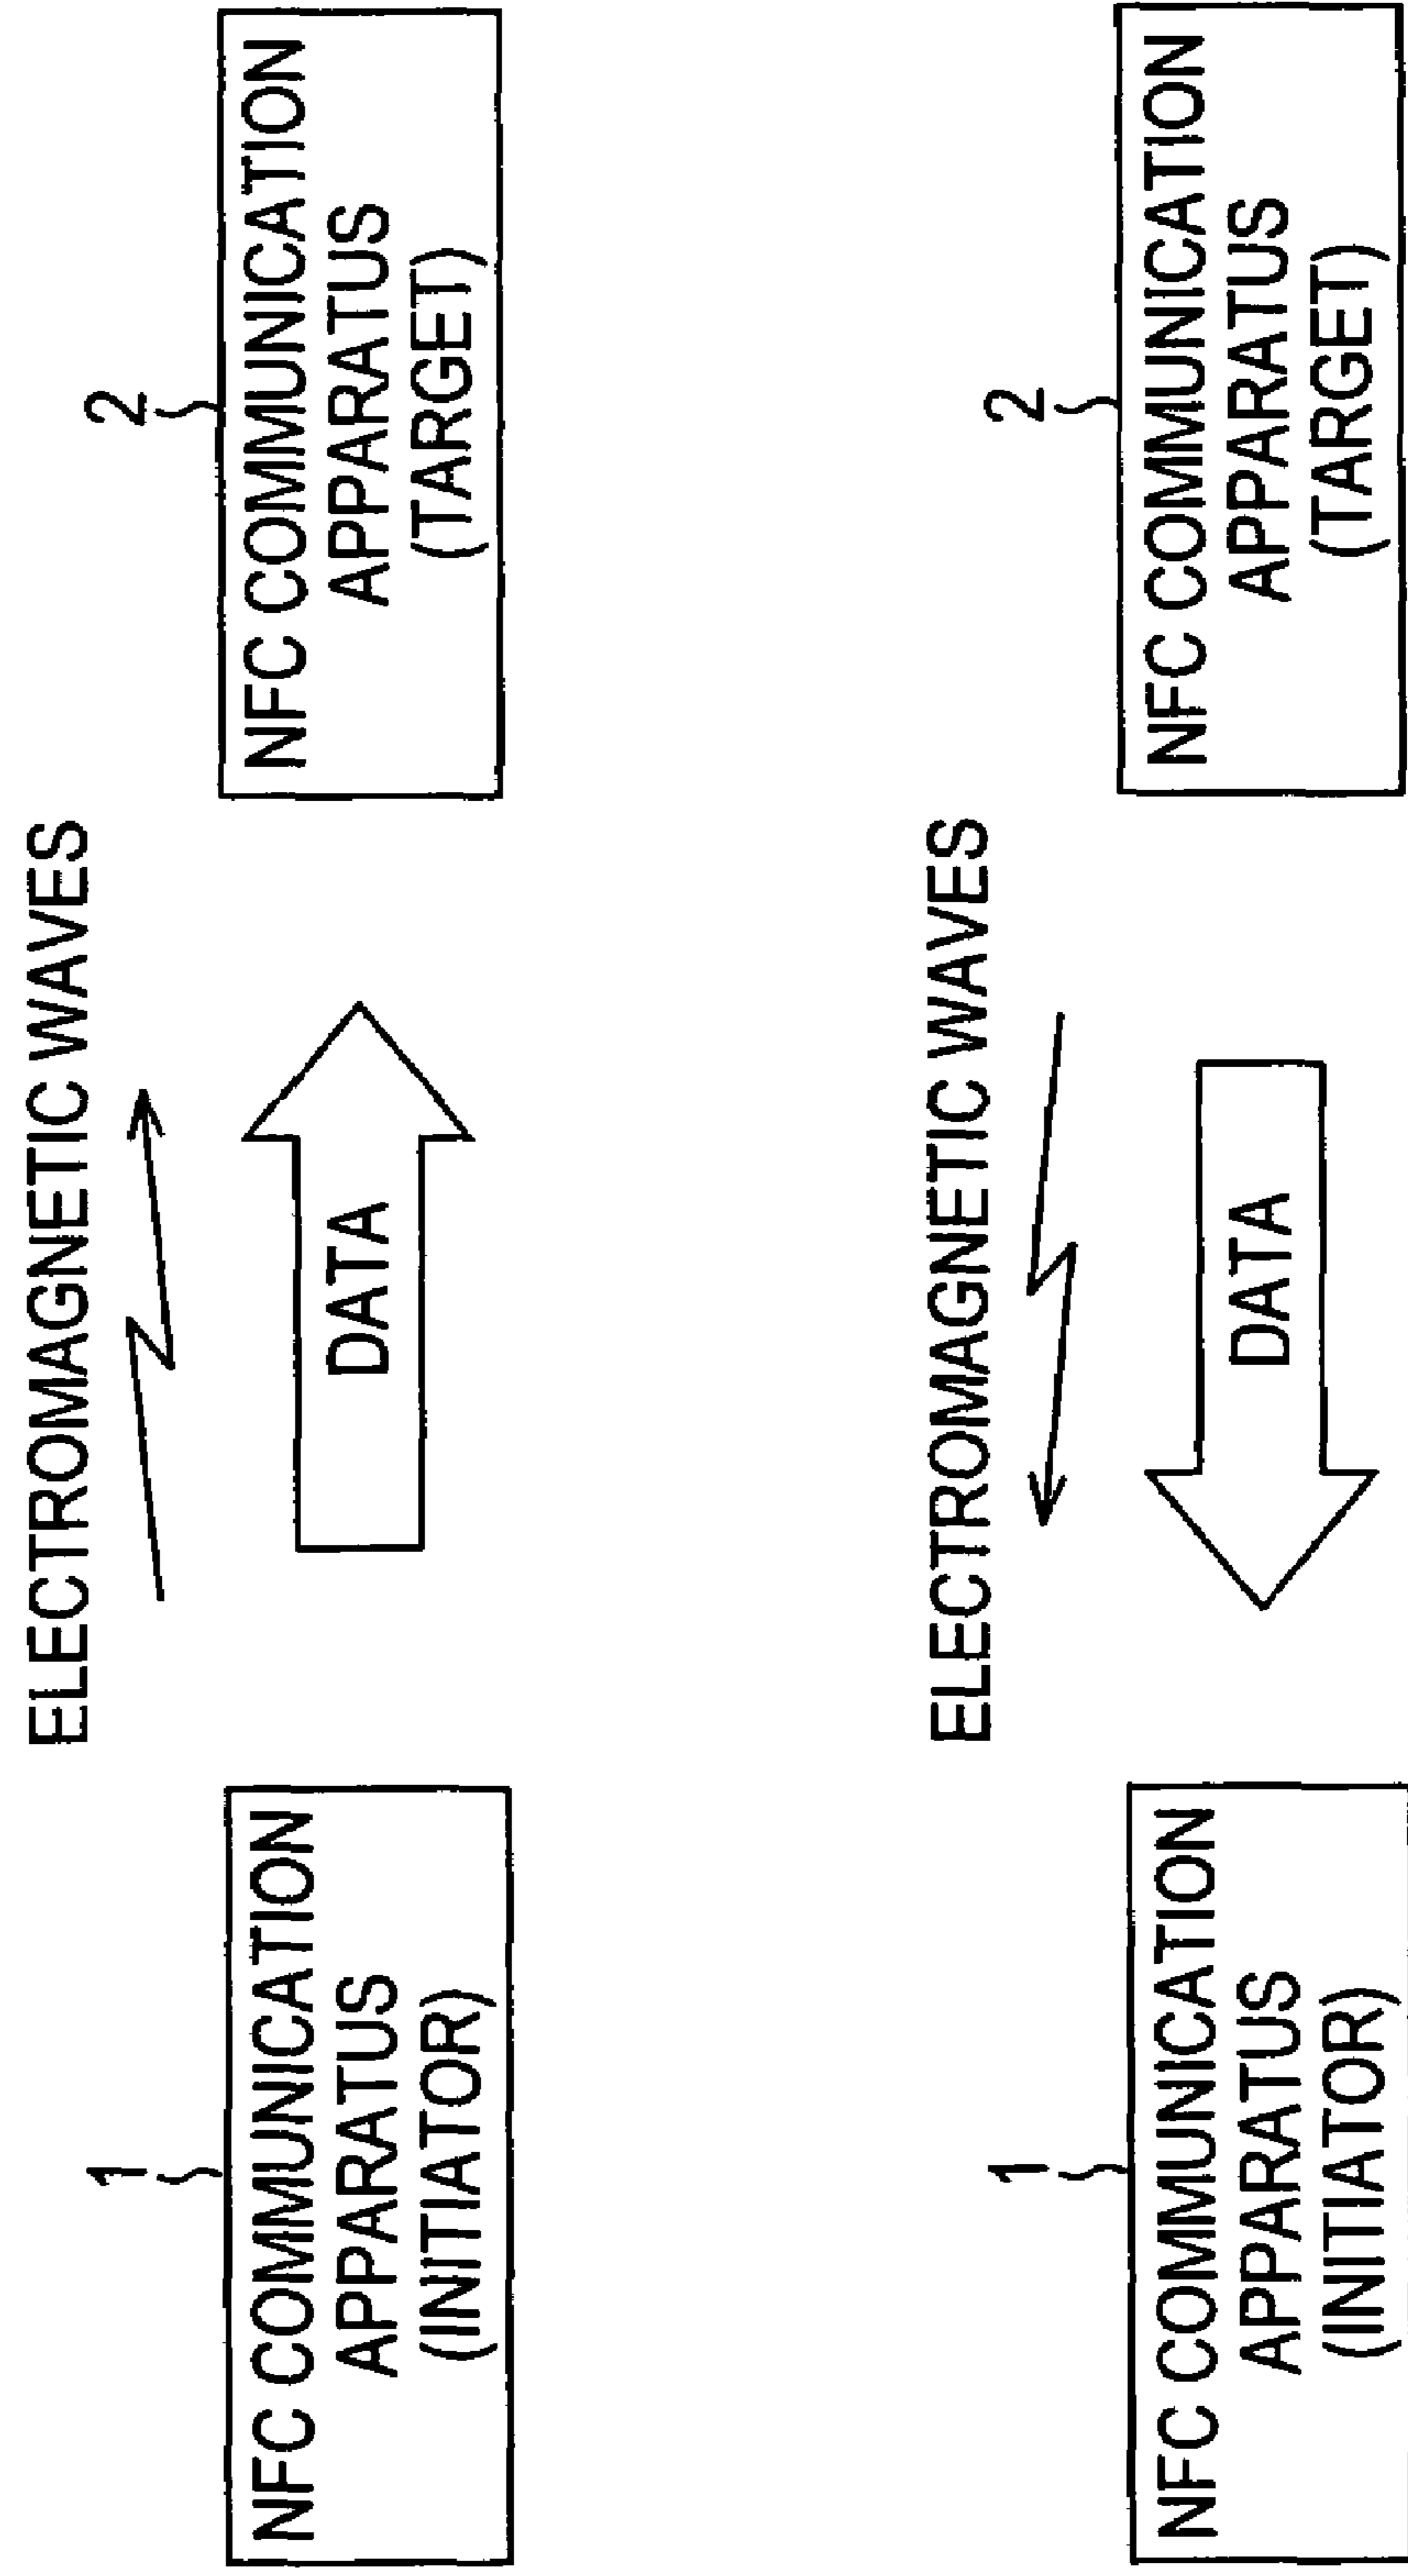 ELECTROMAGNETIC WAVES
1
2
NFC COMMUNICATION
APPARATUS
(INITIATOR)
DATA
NFC COMMUNICATION
APPARATUS
(TARGET)
ELECTROMAGNETIC WAVES
1
2
NFC COMMUNICATION
APPARATUS
(INITIATOR)
DATA
NFC COMMUNICATION
APPARATUS
(TARGET)